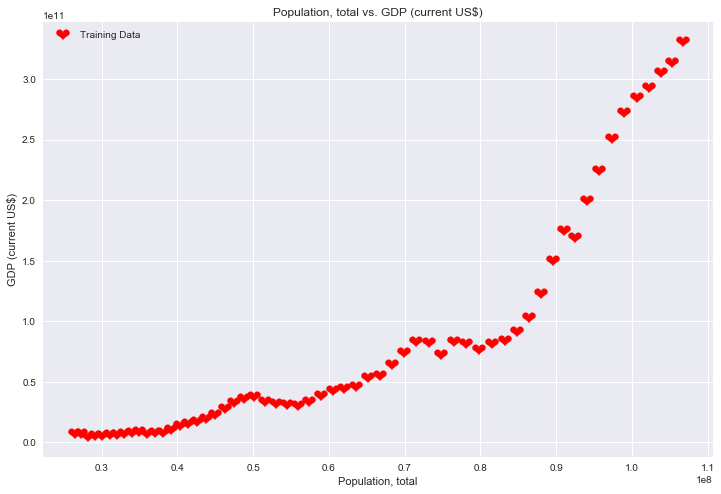 Population, total vs. GDP (current US$)
1e11
Training Data
3.0
2.5
2.0
1.5
1.0
0.5
0.0
GDP (current US$)
0.3 0.4 0.5 0.6 0.7 0.8 0.9 1.0 1.1
1e8
Population, total